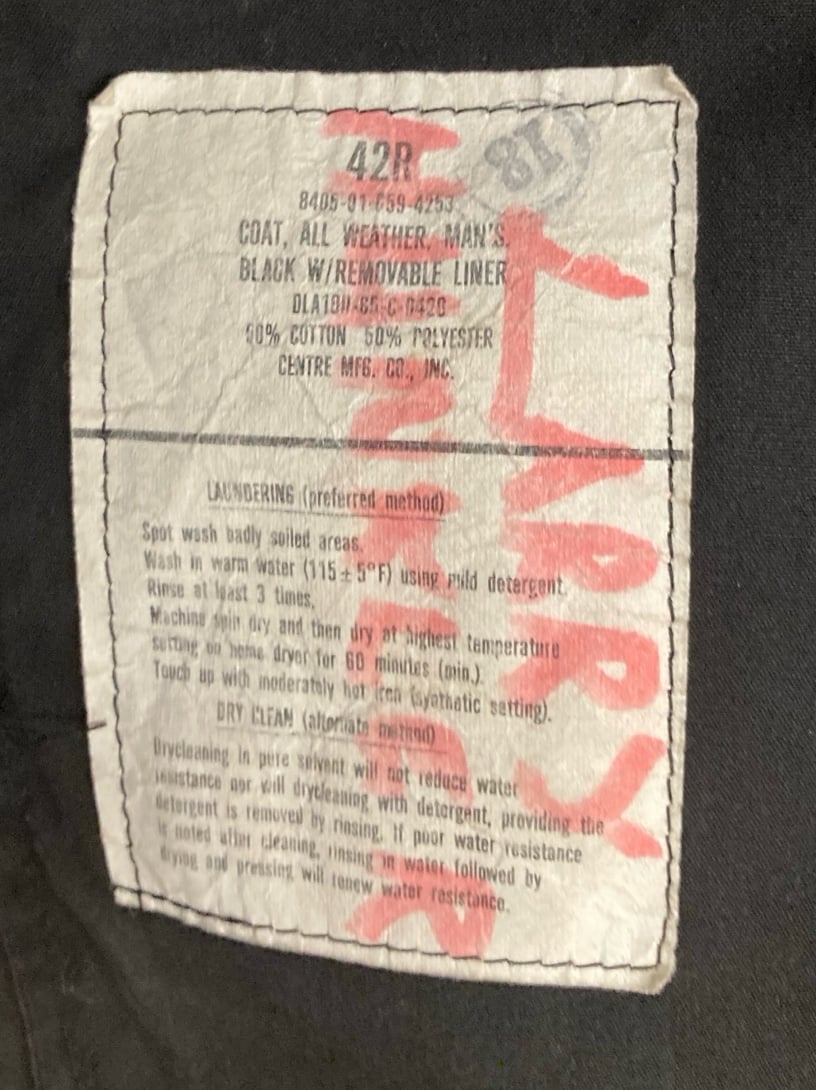 42R
8405-01-059-4253
COAT, ALL WEATHER, MAN'S,
BLACK W/REMOVABLE LINER
50% COTTON 50% POLYESTER
CENTRE MFG. CO., INC.
LAUNDERING (preferred method)
Spot wash badly soiled areas.
Wash in warm water (115 ± 5°F) using mild detergent.
Rinse at least 3 times.
Machine spin dry and then dry at highest temperature
setting on home dryer for 60 minutes (min.).
Touch up with moderately hot iron (synthetic setting).
DRY CLEAN (alternate method)
Drycleaning in pure solvent will not reduce water
resistance nor will drycleaning with detergent, providing the
detergent is removed by rinsing. If poor water resistance
is noted after cleaning, rinsing in water followed by
drying and pressing will renew water resistance.
LARRY
118